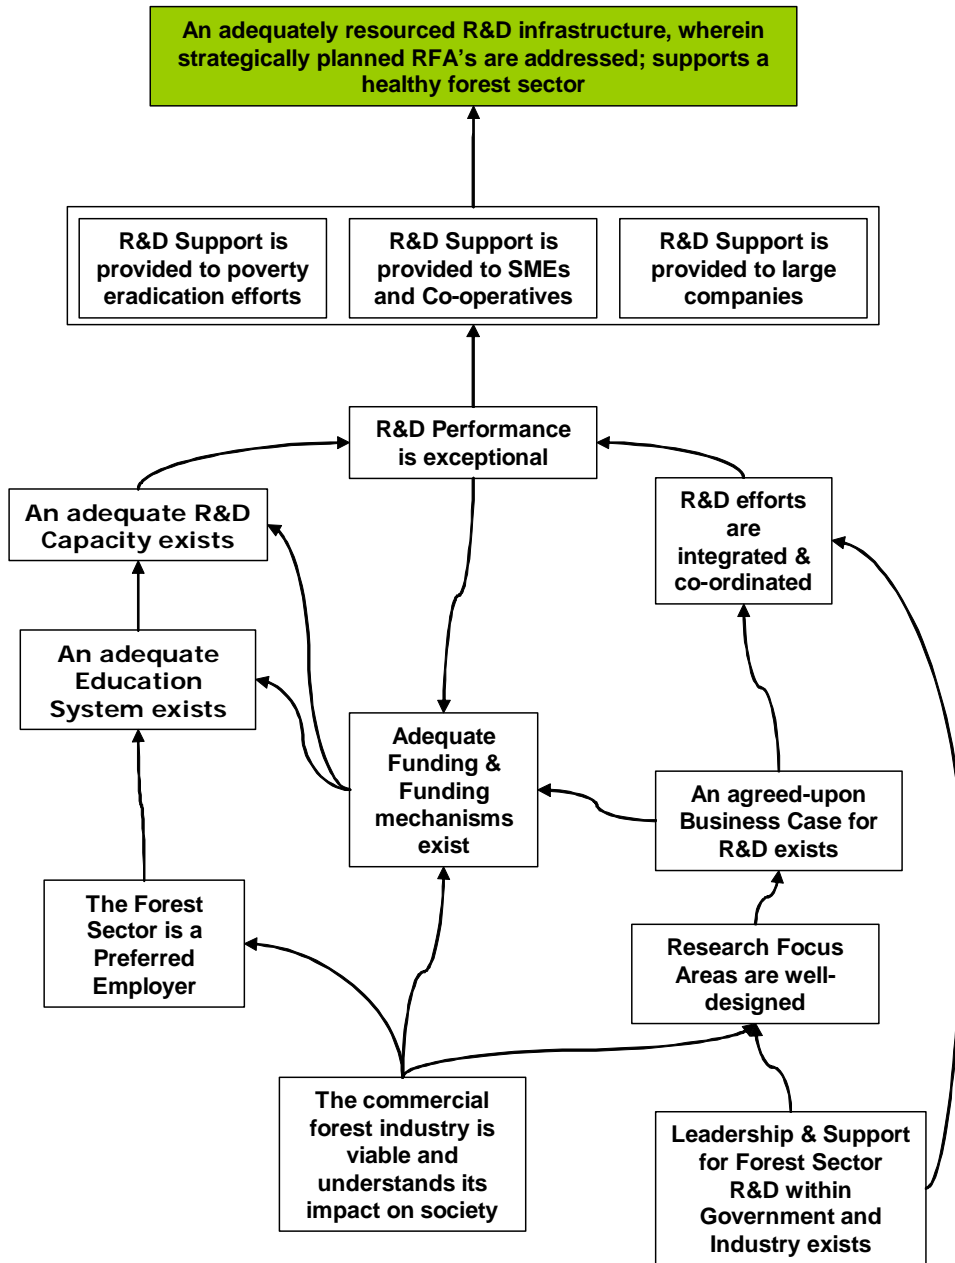 An adequately resourced R&D infrastructure, wherein
strategically planned RFA's are addressed; supports a
healthy forest sector
R&D Support is
provided to poverty
eradication efforts
R&D Support is
provided to SMEs
and Co-operatives
R&D Support is
provided to large
companies
R&D Performance
is exceptional
An adequate R&D
Capacity exists
R&D efforts
are
integrated &
co-ordinated
An adequate
Education
System exists
Adequate
Funding &
Funding
mechanisms
exist
An agreed-upon
Business Case for
R&D exists
The Forest
Sector is a
Preferred
Employer
Research Focus
Areas are well-
designed
The commercial
forest industry is
viable and
understands its
impact on society
Leadership & Support
for Forest Sector
R&D within
Government and
Industry exists